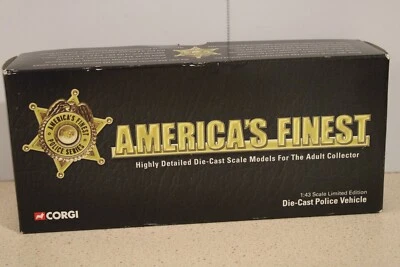 AMERICA'S FINEST
POLICE SERIES
AMERICA'S FINEST
Highly Detailed Die-Cast Scale Models For The Adult Collector
1:43 Scale Limited Edition
Die-Cast Police Vehicle
CORGI